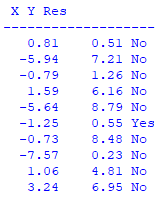 X Y Res
--------------------
0.81 0.51 No
-5.94 7.21 No
-0.79 1.26 No
1.59 6.16 No
-5.64 8.79 No
-1.25 0.55 Yes
-0.73 8.48 No
-7.57 0.23 No
1.06 4.81 No
3.24 6.95 No